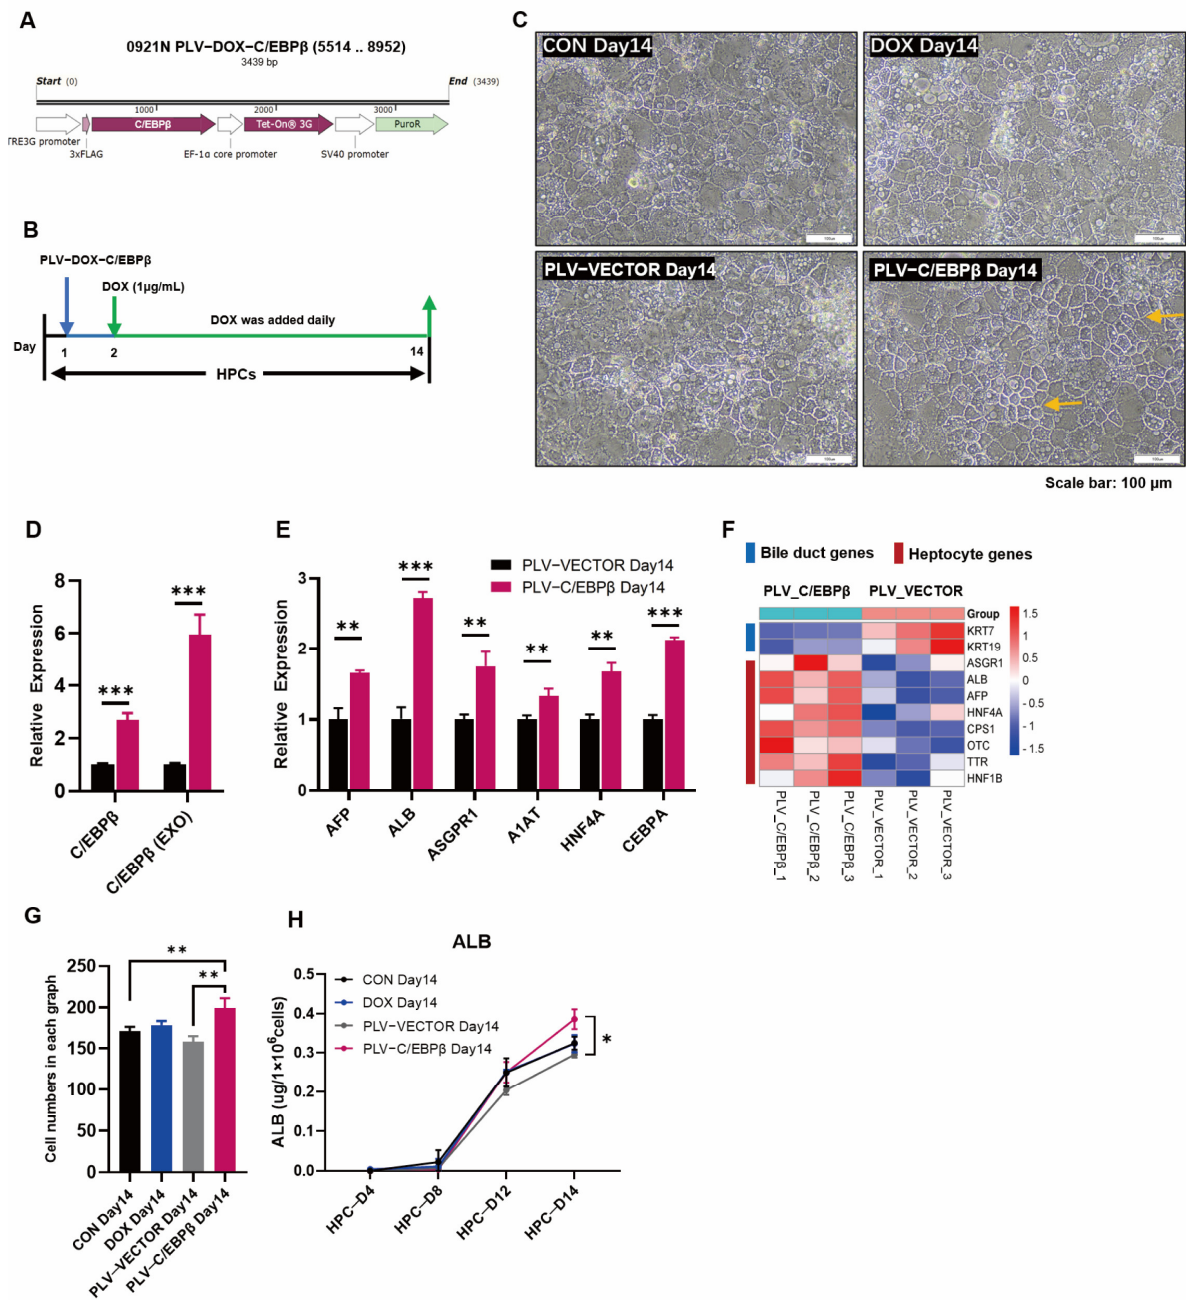 A
0921N PLV−DOX−C/EBPβ (5514 .. 8952)
3439 bp
Start (0)
End (3439)
1000
2000
3000
C/EBPβ
Tet-On® 3G
PuroR
TRE3G promoter
3xFLAG
EF-1α core promoter
SV40 promoter
B
PLV−DOX−C/EBPβ
DOX (1μg/mL)
DOX was added daily
Day
1
2
14
HPCs
C
CON Day14
DOX Day14
PLV−VECTOR Day14
PLV−C/EBPβ Day14
100μm
100μm
100μm
100μm
Scale bar: 100 μm
D
Relative Expression
8
6
4
2
0
***
***
C/EBPβ
C/EBPβ (EXO)
E
PLV−VECTOR Day14
PLV−C/EBPβ Day14
Relative Expression
3
2
1
0
**
***
**
**
**
***
AFP
ALB
ASGPR1
A1AT
HNF4A
CEBPA
F
Bile duct genes
Heptocyte genes
PLV_C/EBPβ
PLV_VECTOR
Group
KRT7
KRT19
ASGR1
ALB
AFP
HNF4A
CPS1
OTC
TTR
HNF1B
1.5
1
0.5
0
- 0.5
- 1
- 1.5
PLV_C/EBPβ_1
PLV_C/EBPβ_2
PLV_C/EBPβ_3
PLV_VECTOR_1
PLV_VECTOR_2
PLV_VECTOR_3
G
Cell numbers in each graph
250
200
150
100
50
0
**
**
CON Day14
DOX Day14
PLV−VECTOR Day14
PLV−C/EBPβ Day14
H
ALB
CON Day14
DOX Day14
PLV−VECTOR Day14
PLV−C/EBPβ Day14
ALB (ug/1×10⁶cells)
0.5
0.4
0.3
0.2
0.1
0.0
*
HPC−D4
HPC−D8
HPC−D12
HPC−D14